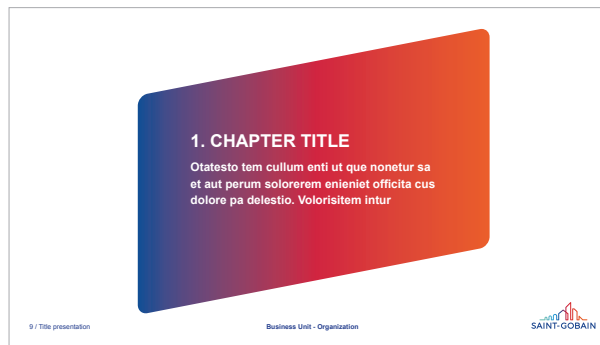 1. CHAPTER TITLE
Otatesto tem cullum enti ut que nonetur sa
et aut perum solorerem enieniet officita cus
dolore pa delestio. Volorisitem intur
9 / Title presentation
Business Unit - Organization
SAINT-GOBAIN